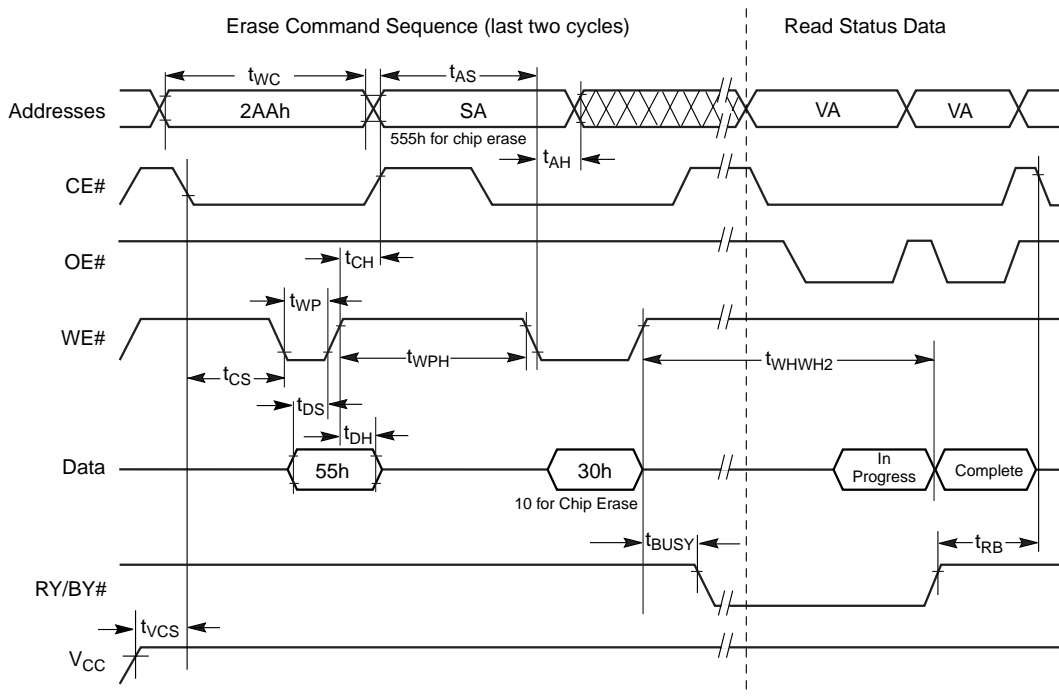 Erase Command Sequence (last two cycles)
Read Status Data
tWC
tAS
Addresses
2AAh
SA
VA
VA
555h for chip erase
tAH
CE#
OE#
tCH
tWP
WE#
tWPH
tWHWH2
tCS
tDS
tDH
Data
55h
30h
In
Progress
Complete
10 for Chip Erase
tBUSY
tRB
RY/BY#
tVCS
VCC